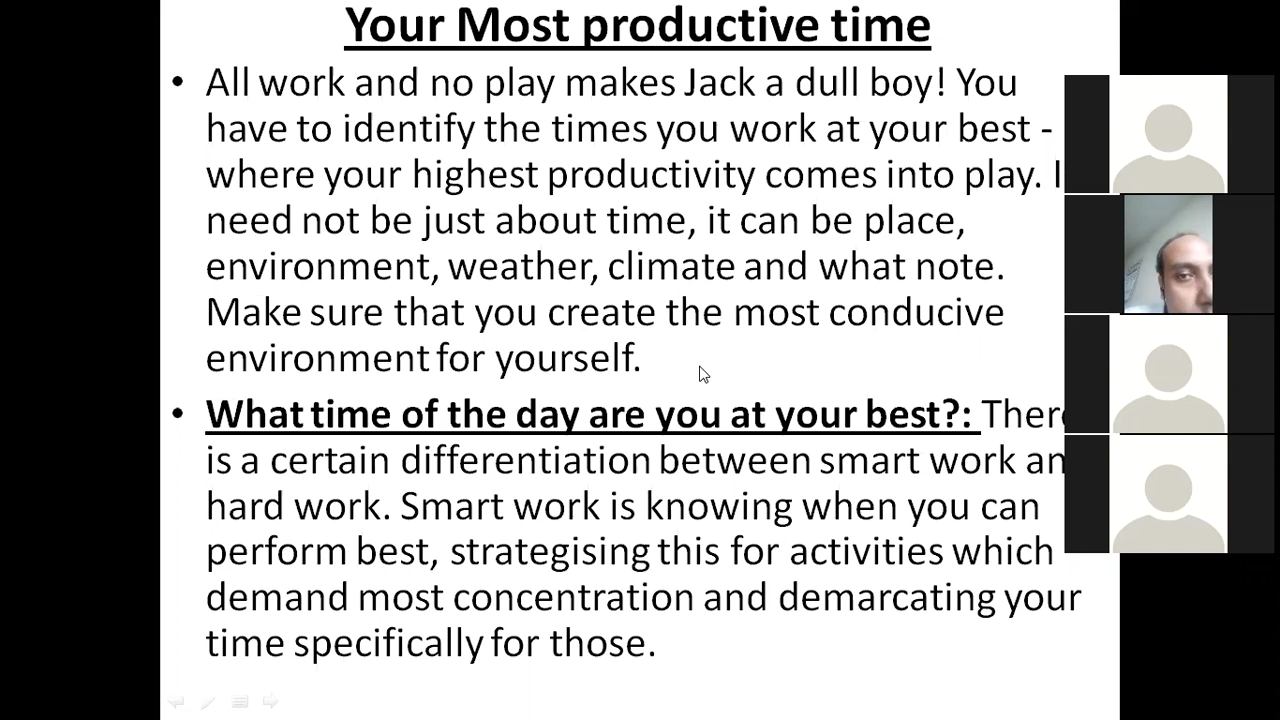 Your Most productive time
• All work and no play makes Jack a dull boy! You
have to identify the times you work at your best -
where your highest productivity comes into play. I
need not be just about time, it can be place,
environment, weather, climate and what note.
Make sure that you create the most conducive
environment for yourself.
• What time of the day are you at your best?: There
is a certain differentiation between smart work an
hard work. Smart work is knowing when you can
perform best, strategising this for activities which
demand most concentration and demarcating your
time specifically for those.